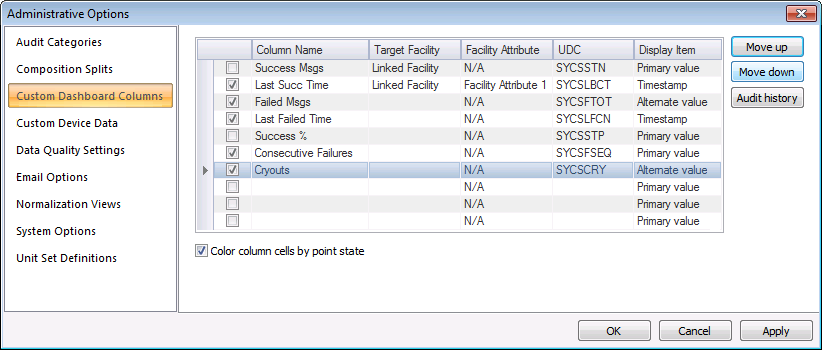 Administrative Options
Audit Categories
Composition Splits
Custom Dashboard Columns
Custom Device Data
Data Quality Settings
Email Options
Normalization Views
System Options
Unit Set Definitions
Column Name Target Facility Facility Attribute UDC Display Item
Success Msgs Linked Facility N/A SYCSSTN Primary value
Last Succ Time Linked Facility Facility Attribute 1 SYCSLBCT Timestamp
Failed Msgs N/A SYCSFTOT Alternate value
Last Failed Time N/A SYCSLFCN Timestamp
Success % N/A SYCSSTP Primary value
Consecutive Failures N/A SYCSFSEQ Primary value
Cryouts N/A SYCSCRY Alternate value
N/A Primary value
N/A Primary value
N/A Primary value
Move up
Move down
Audit history
Color column cells by point state
OK Cancel Apply